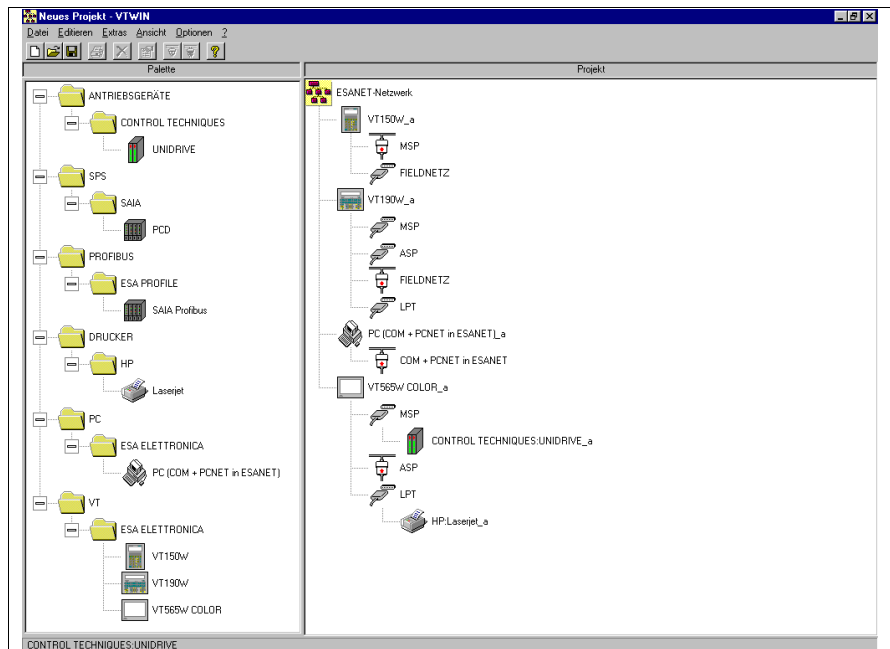 Neues Projekt - VTWIN
Datei Editieren Extras Ansicht Optionen ?
Palette
ANTRIEBSGERÄTE
CONTROL TECHNIQUES
UNIDRIVE
SPS
SAIA
PCD
PROFIBUS
ESA PROFILE
SAIA Profibus
DRUCKER
HP
Laserjet
PC
ESA ELETTRONICA
PC (COM + PCNET in ESANET)
VT
ESA ELETTRONICA
VT150W
VT190W
VT565W COLOR
Projekt
ESANET-Netzwerk
VT150W_a
MSP
FIELDNETZ
VT190W_a
MSP
ASP
FIELDNETZ
LPT
PC (COM + PCNET in ESANET)_a
COM + PCNET in ESANET
VT565W COLOR_a
MSP
CONTROL TECHNIQUES:UNIDRIVE_a
ASP
LPT
HP:Laserjet_a
CONTROL TECHNIQUES:UNIDRIVE